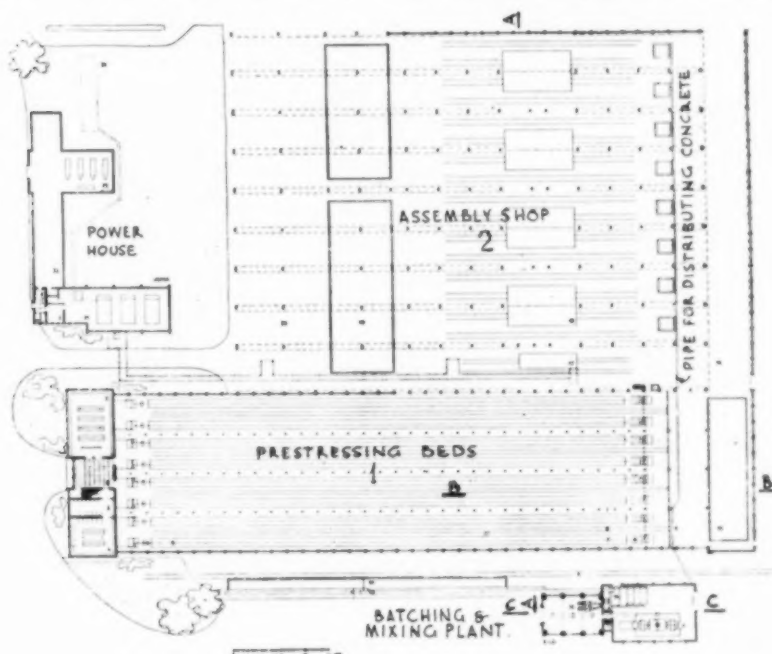 A
PIPE FOR DISTRIBUTING CONCRETE
ASSEMBLY SHOP
2
POWER
HOUSE
PRESTRESSING BEDS
1
B
B
C
A
C
BATCHING &
MIXING PLANT.